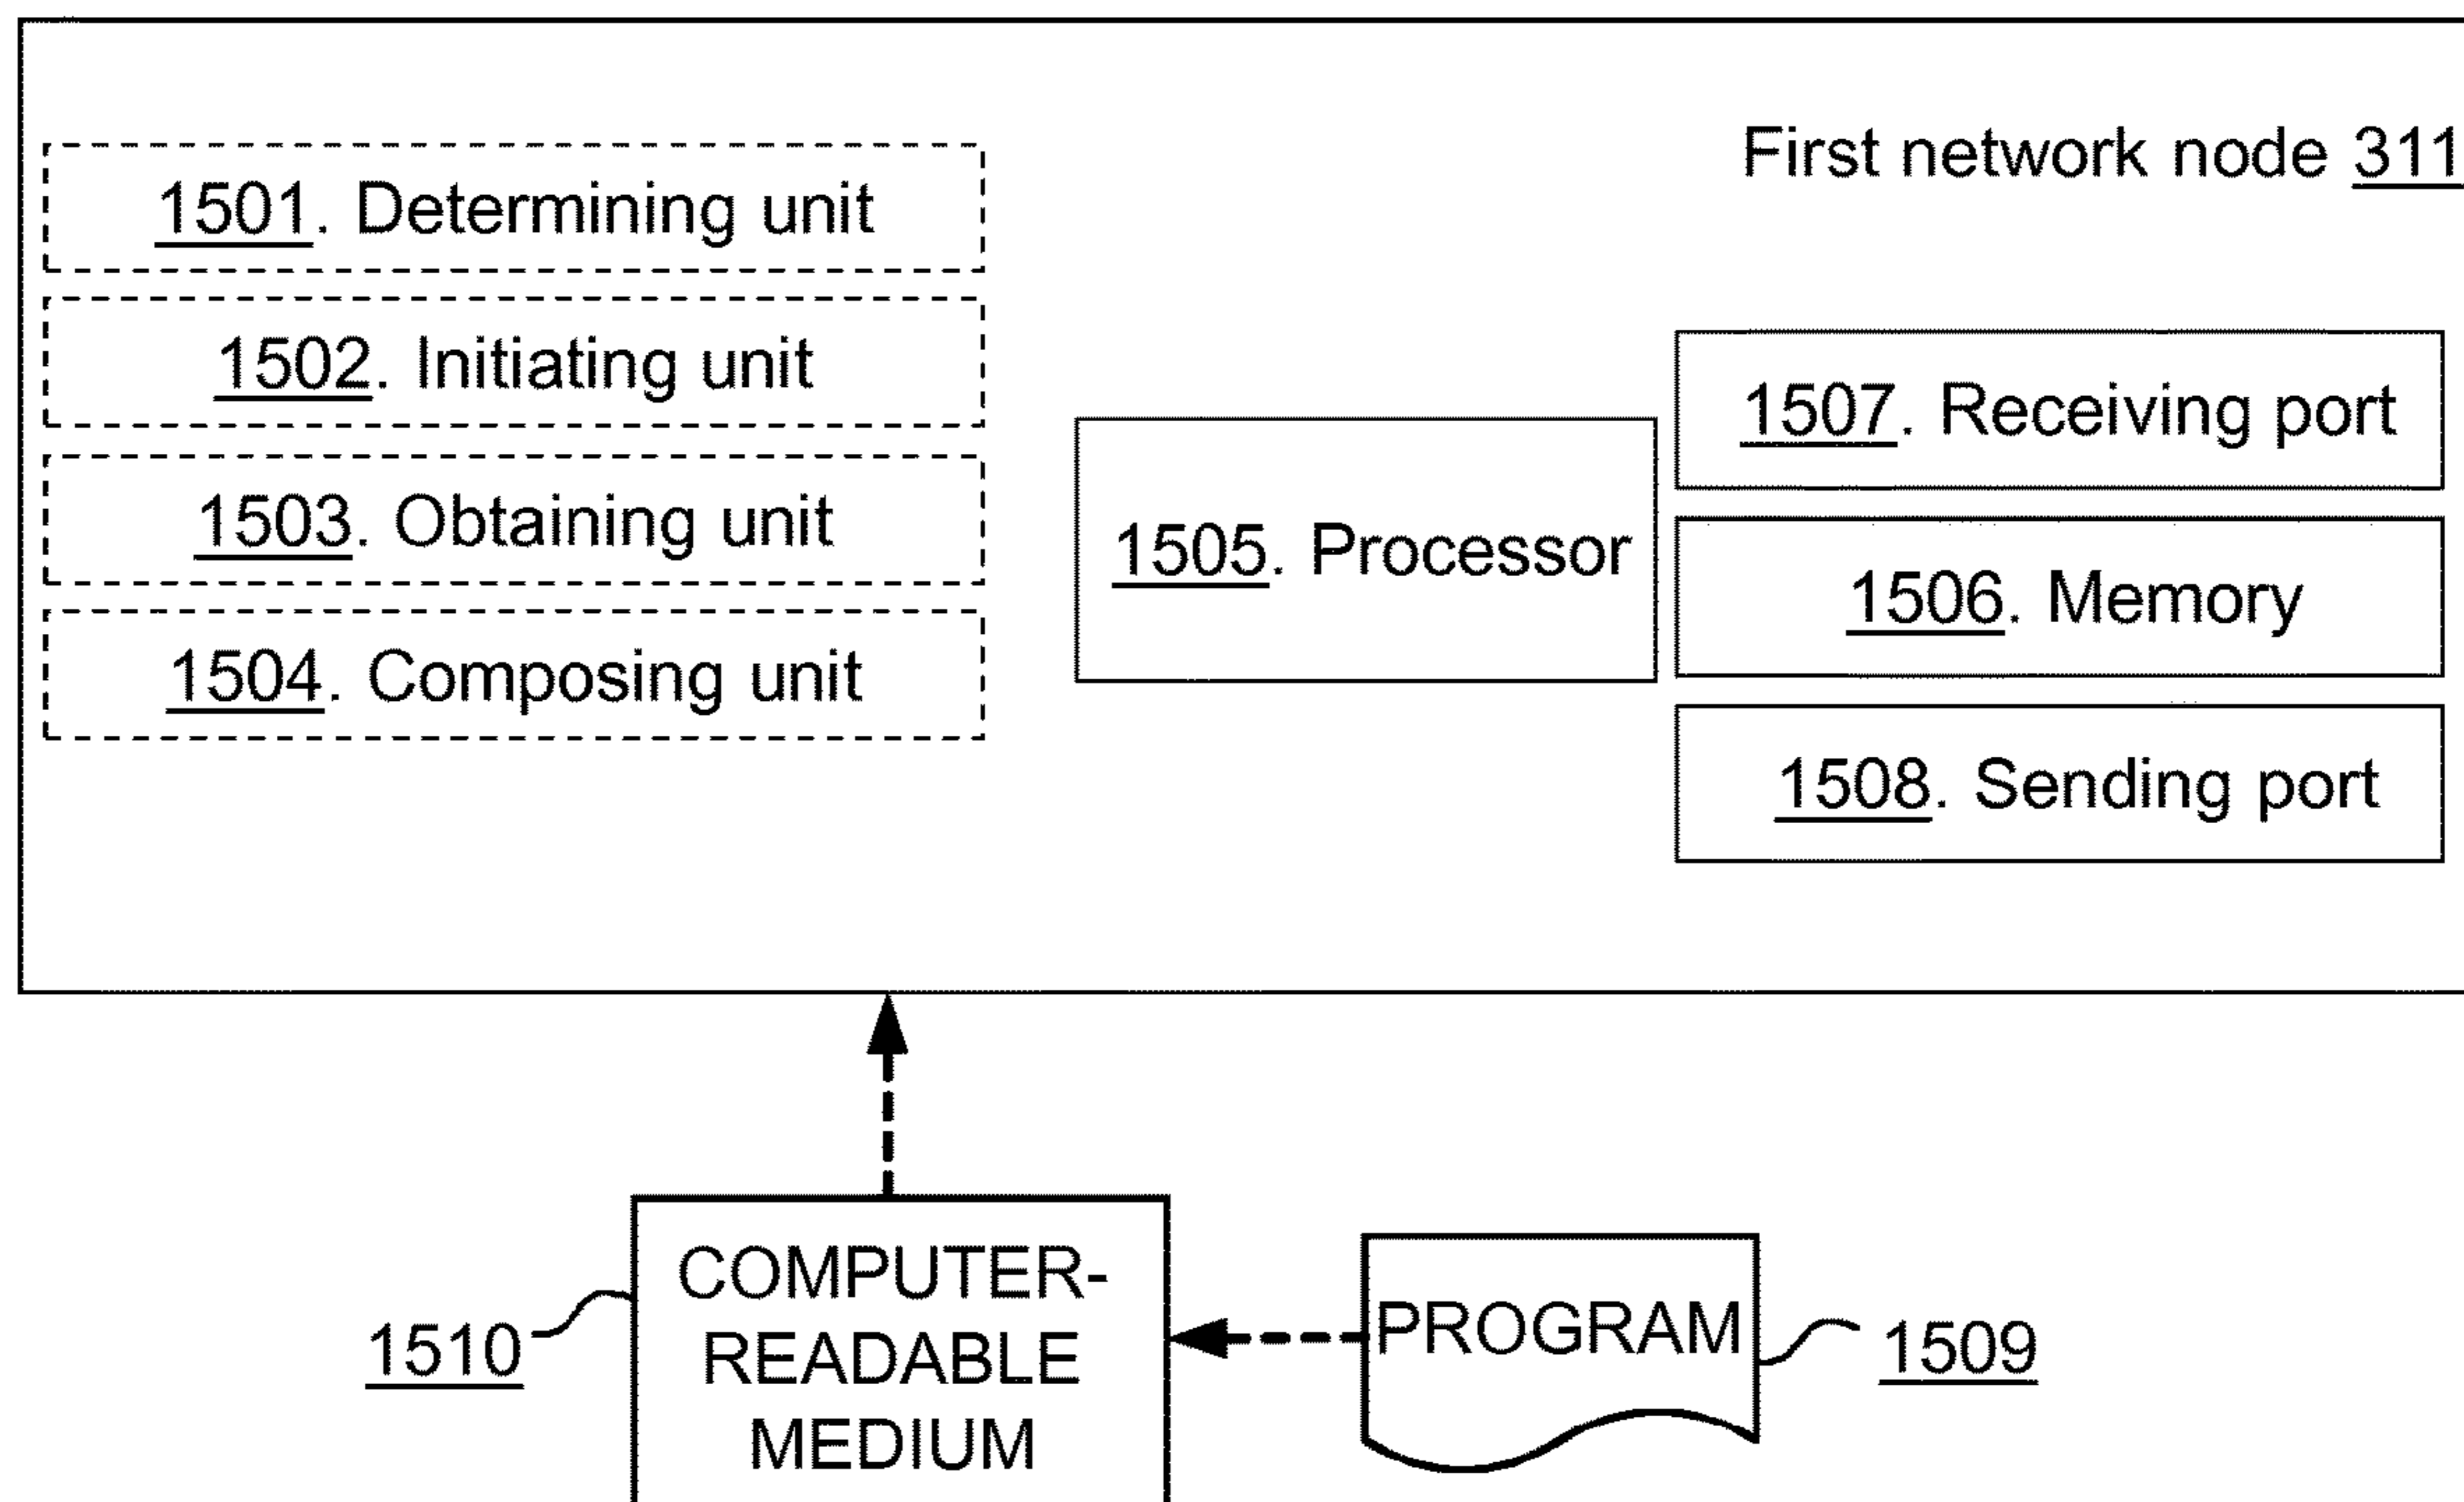 First network node 311
1501. Determining unit
1502. Initiating unit
1503. Obtaining unit
1504. Composing unit
1505. Processor
1507. Receiving port
1506. Memory
1508. Sending port
1510
COMPUTER-
READABLE
MEDIUM
PROGRAM
1509